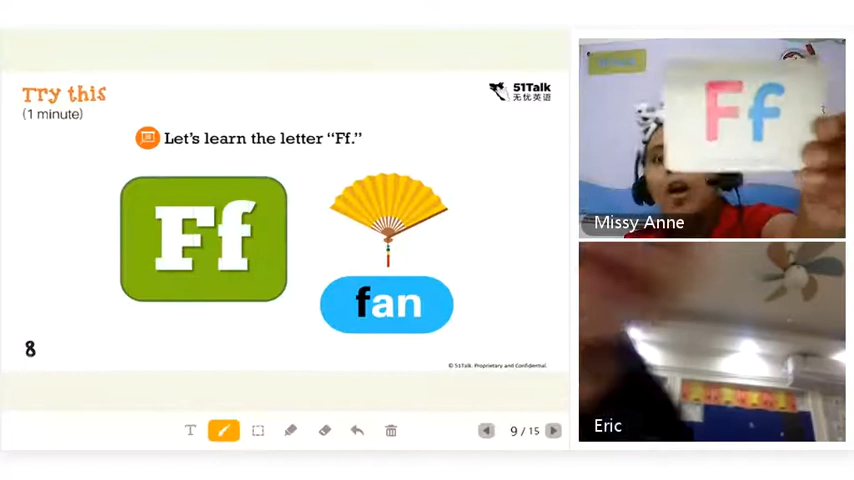 Try this
(1 minute)
51Talk
无忧英语
Let's learn the letter “Ff.”
Ff
fan
8
© 51Talk. Proprietary and Confidential.
T
9 / 15
Ff
Missy Anne
Eric